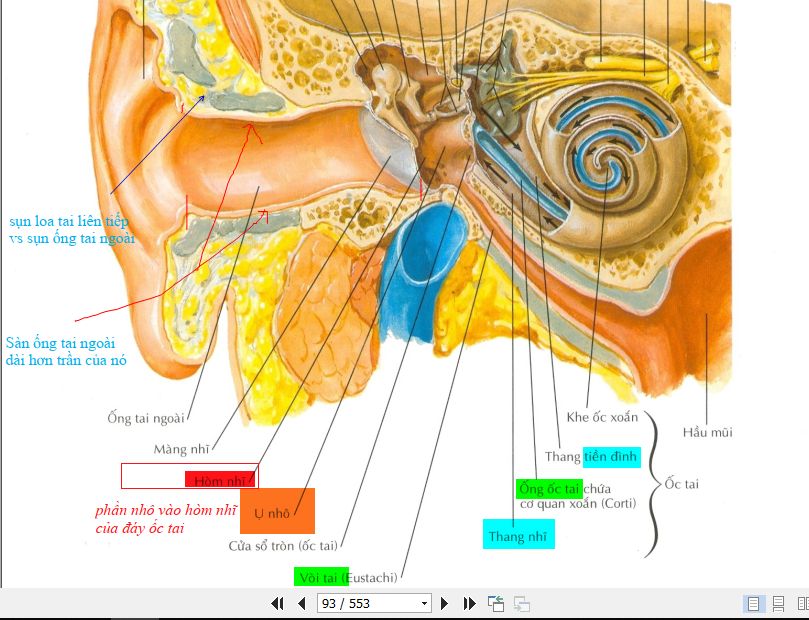 sụn loa tai liên tiếp
vs sụn ống tai ngoài
Sàn ống tai ngoài
dài hơn trần của nó
Ống tai ngoài
Màng nhĩ
Hòm nhĩ
phần nhô vào hòm nhĩ
của đáy ốc tai
Ụ nhô
Cửa sổ tròn (ốc tai)
Vòi tai (Eustachi)
Khe ốc xoắn
Thang tiền đình
Ống ốc tai chứa
cơ quan xoắn (Corti)
Thang nhĩ
Ốc tai
Hầu mũi
93 / 553